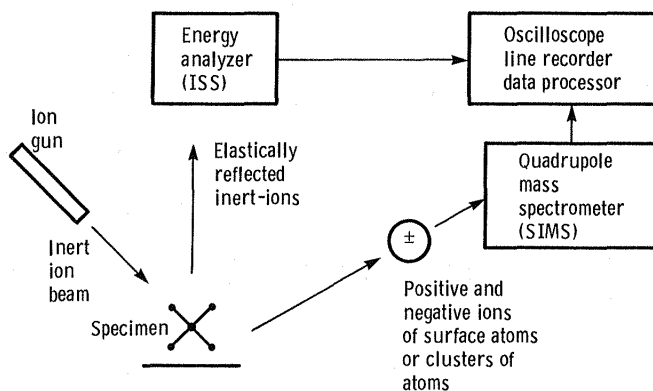 Energy
analyzer
(ISS)
Oscilloscope
line recorder
data processor
Ion
gun
Elastically
reflected
inert-ions
Quadrupole
mass
spectrometer
(SIMS)
±
Inert
ion
beam
Specimen
Positive and
negative ions
of surface atoms
or clusters of
atoms